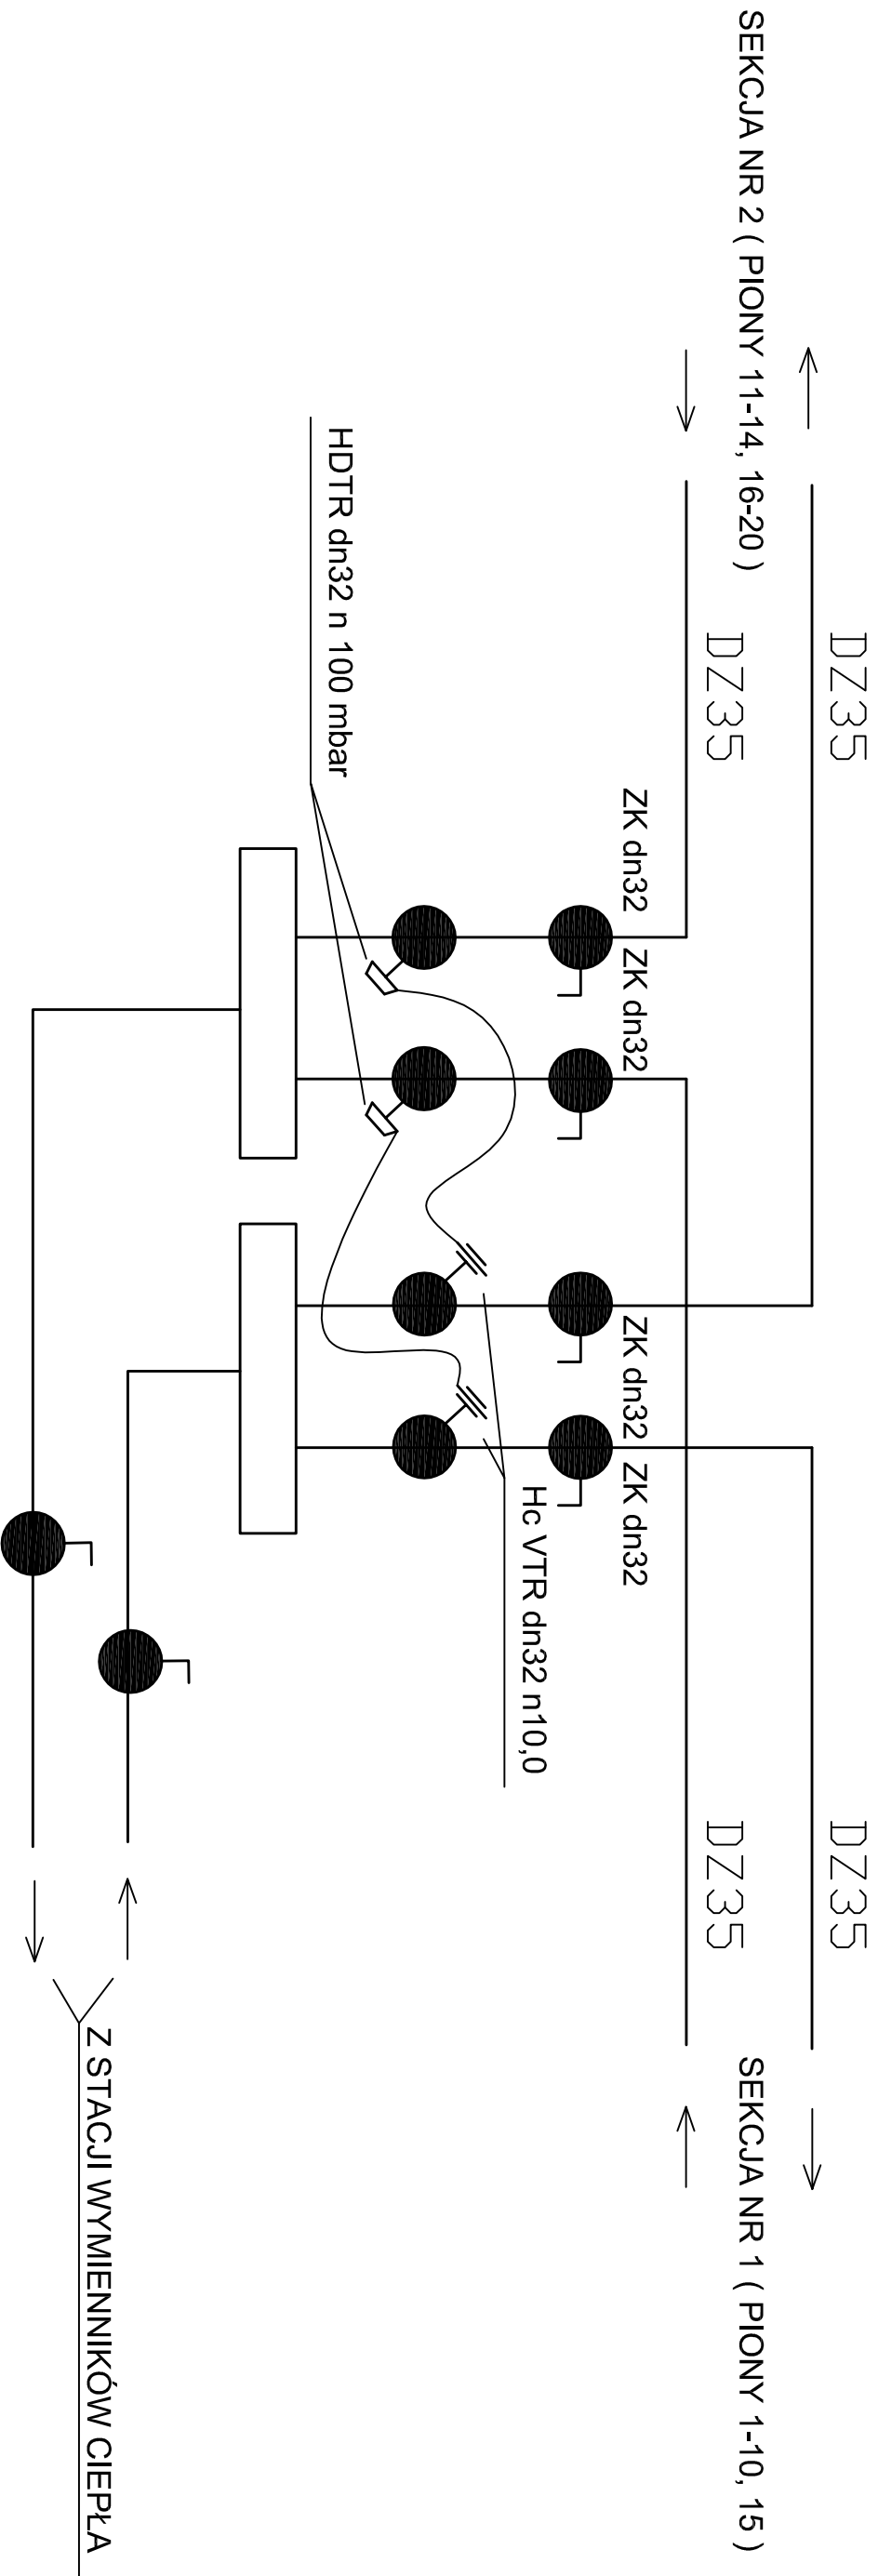 DZ35
DZ35
SEKCJA NR 2 ( PIONY 11-14, 16-20 )
SEKCJA NR 1 ( PIONY 1-10, 15 )
DZ35
DZ35
ZK dn32
ZK dn32
ZK dn32
ZK dn32
Hc VTR dn32 n10,0
HDTR dn32 n 100 mbar
Z STACJI WYMIENNIKÓW CIEPŁA